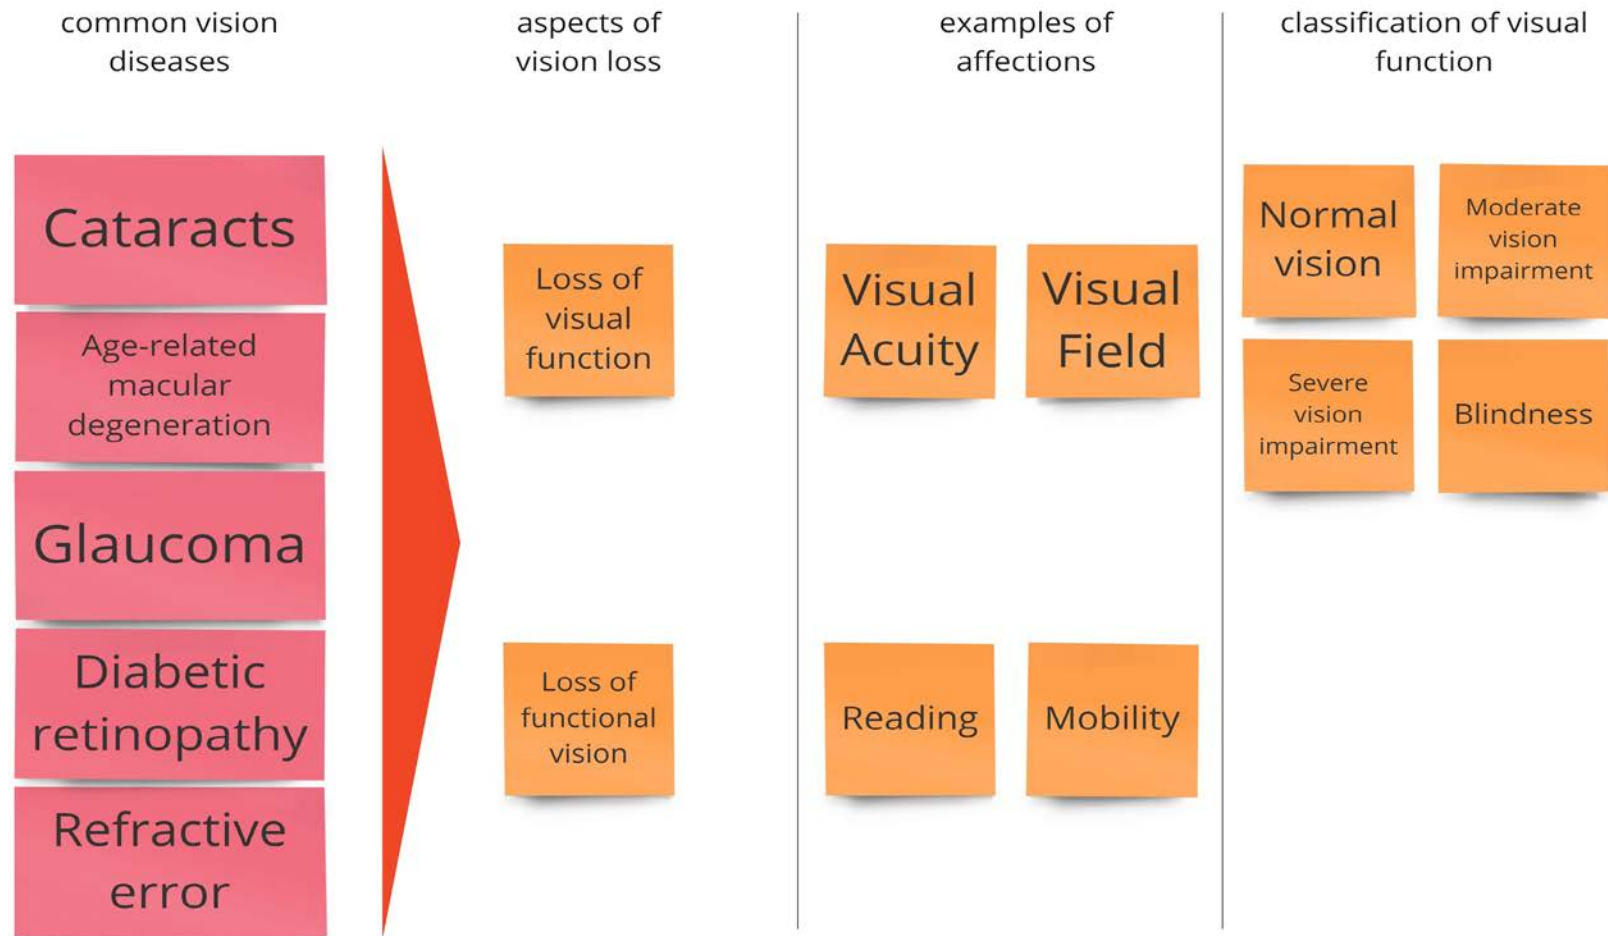 common vision
diseases
aspects of
vision loss
examples of
affections
classification of visual
function
Cataracts
Age-related
macular
degeneration
Glaucoma
Diabetic
retinopathy
Refractive
error
Loss of
visual
function
Loss of
functional
vision
Visual
Acuity
Visual
Field
Reading
Mobility
Normal
vision
Moderate
vision
impairment
Severe
vision
impairment
Blindness